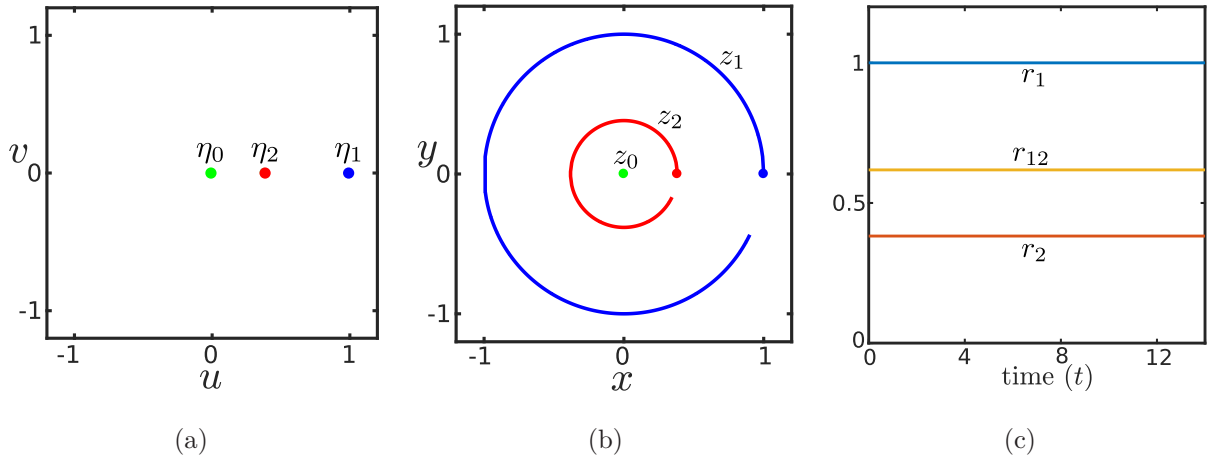 1
v
0
-1
η₀
η₂
η₁
-1
0
1
u
(a)
1
y
0
-1
z₁
z₂
z₀
-1
0
1
x
(b)
1
0.5
0
r₁
r₁₂
r₂
0
4
8
12
time (t)
(c)